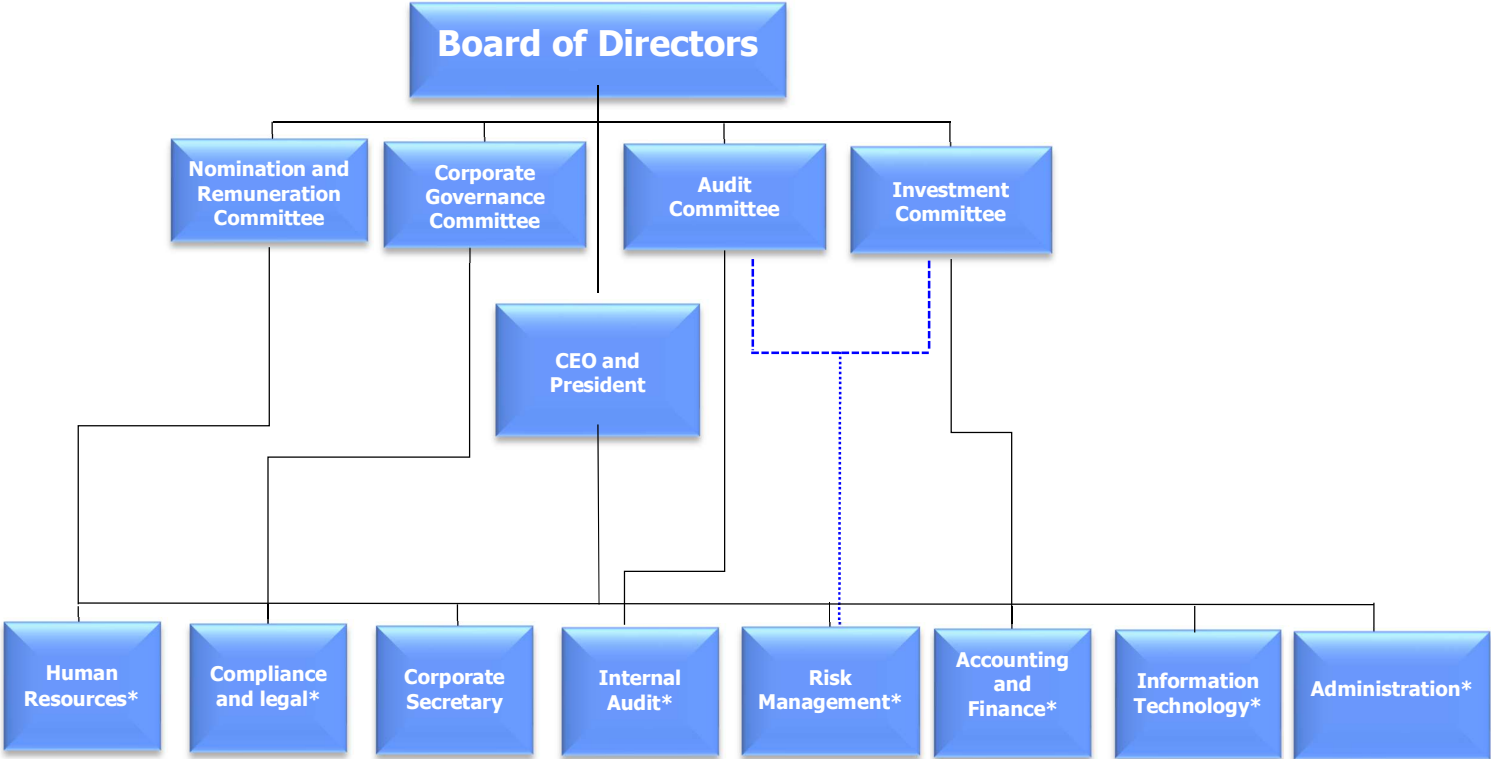 Board of Directors
Nomination and
Remuneration
Committee
Corporate
Governance
Committee
Audit
Committee
Investment
Committee
CEO and
President
Human
Resources*
Compliance
and legal*
Corporate
Secretary
Internal
Audit*
Risk
Management*
Accounting
and
Finance*
Information
Technology*
Administration*